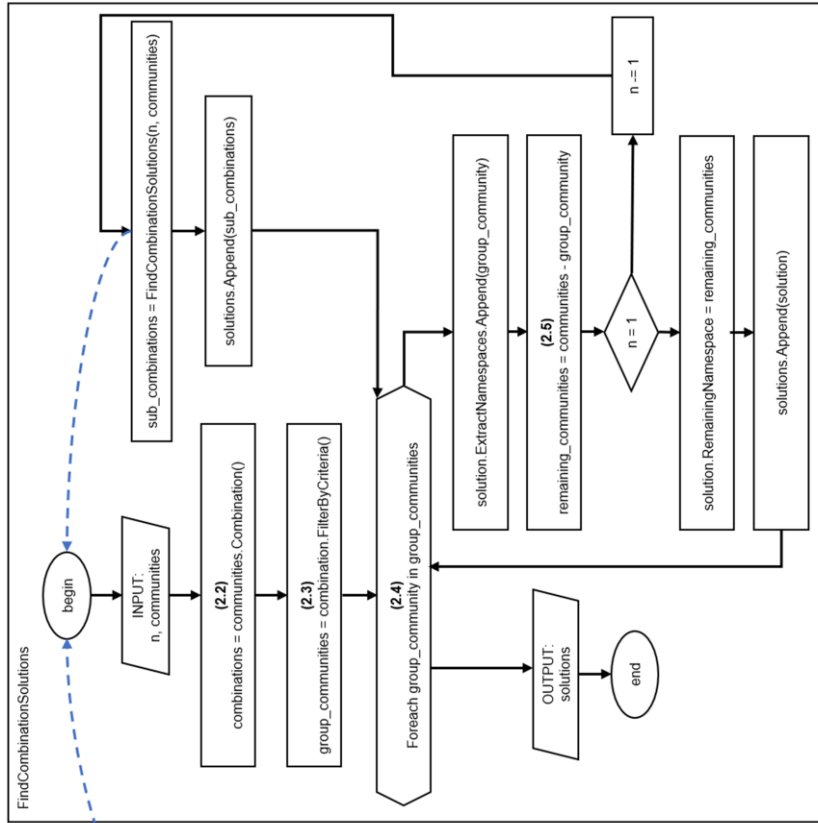 FindCombinationSolutions
begin
INPUT:
n, communities
(2.2)
combinations = communities.Combination()
(2.3)
group_communities = combination.FilterByCriteria()
(2.4)
Foreach group_community in group_communities
OUTPUT:
solutions
end
sub_combinations = FindCombinationSolutions(n, communities)
solutions.Append(sub_combinations)
solution.ExtractNamespaces.Append(group_community)
(2.5)
remaining_communities = communities - group_community
n = 1
n -= 1
solution.RemainingNamespace = remaining_communities
solutions.Append(solution)